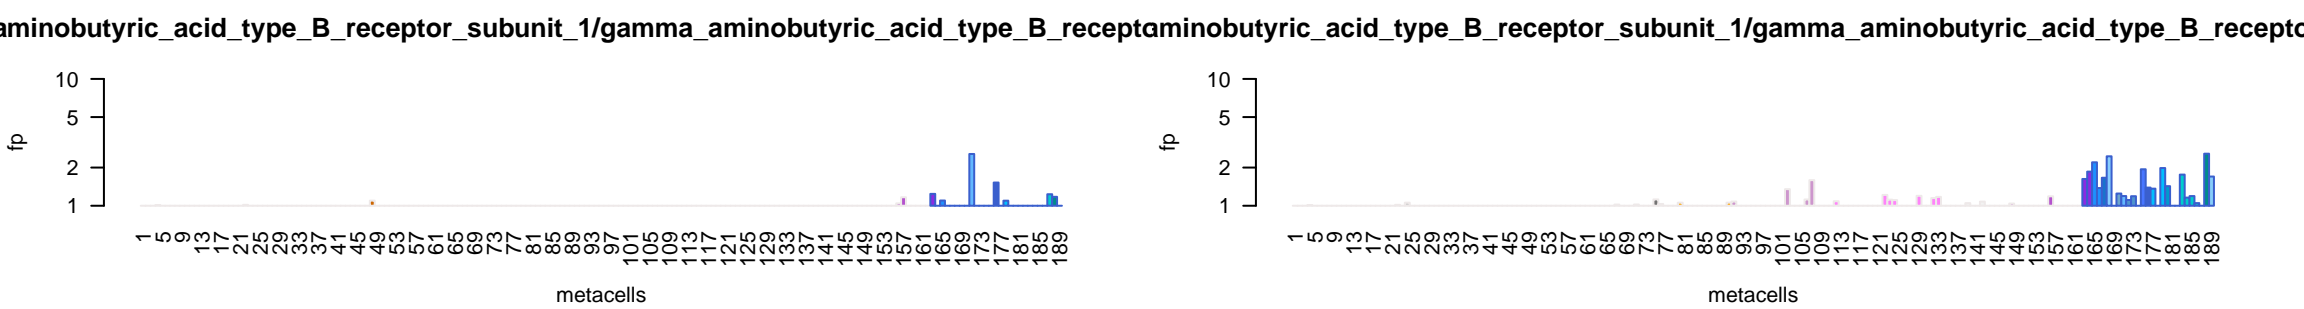 aminobutyric_acid_type_B_receptor_subunit_1/gamma_aminobutyric_acid_type_B_recepto
aminobutyric_acid_type_B_receptor_subunit_1/gamma_aminobutyric_acid_type_B_recepto
10
5
2
1
fp
1 5 9 13 17 21 25 29 33 37 41 45 49 53 57 61 65 69 73 77 81 85 89 93 97 101 105 109 113 117 121 125 129 133 137 141 145 149 153 157 161 165 169 173 177 181 185 189
metacells
10
5
2
1
fp
1 5 9 13 17 21 25 29 33 37 41 45 49 53 57 61 65 69 73 77 81 85 89 93 97 101 105 109 113 117 121 125 129 133 137 141 145 149 153 157 161 165 169 173 177 181 185 189
metacells